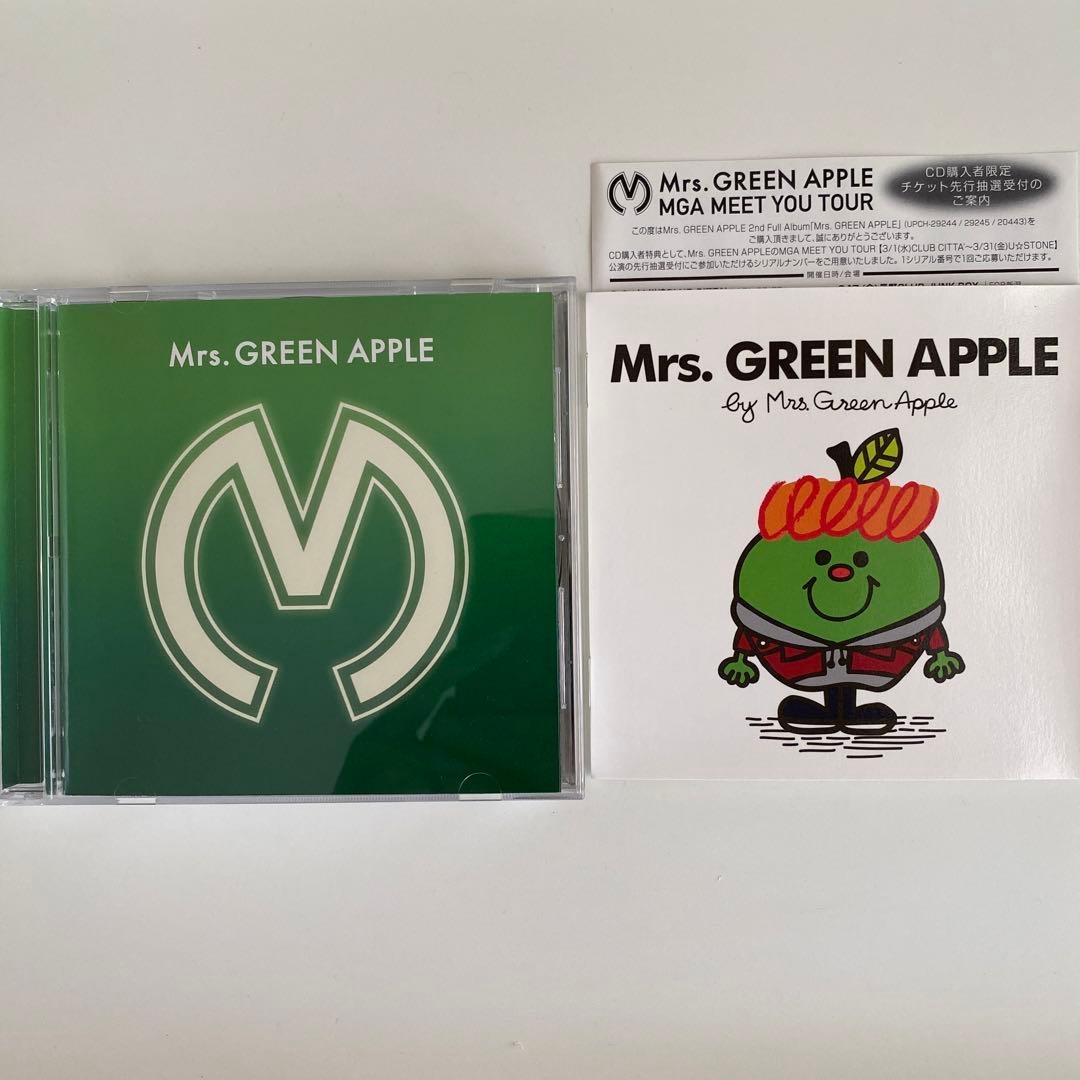 Mrs. GREEN APPLE
Mrs. GREEN APPLE
MGA MEET YOU TOUR
CD購入者限定
チケット先行抽選受付の
ご案内
この度はMrs. GREEN APPLE 2nd Full Album「Mrs. GREEN APPLE」(UPCH-29244 / 29245 / 20443)を
ご購入頂きまして、誠にありがとうございます。
CD購入者特典として、Mrs. GREEN APPLEのMGA MEET YOU TOUR【3/1(水)CLUB CITTA'～3/31(金)U☆STONE】
公演の先行抽選受付にご参加いただけるシリアルナンバーをご用意いたしました。1シリアル番号で1回ご応募いただけます。
開催日時/会場
Mrs. GREEN APPLE
by Mrs. Green Apple